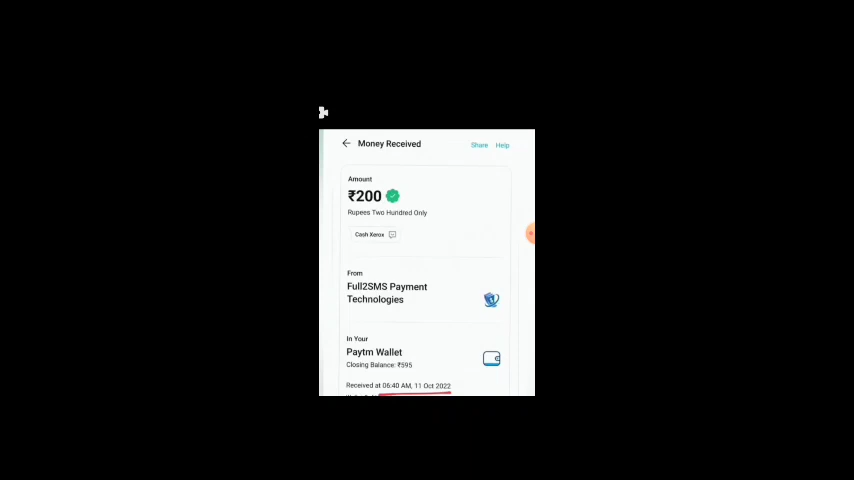 Money Received
Share Help
Amount
₹200
Rupees Two Hundred Only
Cash Xerox
From
Full2SMS Payment
Technologies
In Your
Paytm Wallet
Closing Balance: ₹595
Received at 06:40 AM, 11 Oct 2022